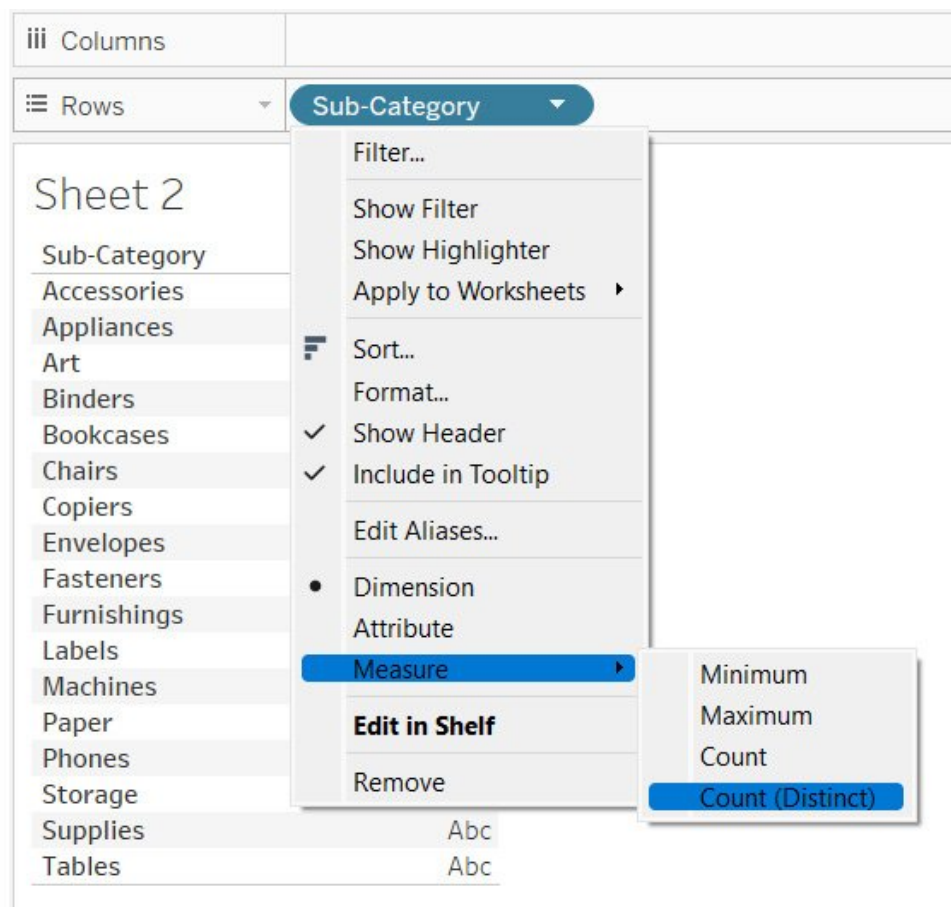 Columns
Rows
Sub-Category
Filter...
Show Filter
Show Highlighter
Apply to Worksheets
Sort...
Format...
Show Header
Include in Tooltip
Edit Aliases...
Dimension
Attribute
Measure
Edit in Shelf
Remove
Minimum
Maximum
Count
Count (Distinct)
Sheet 2
Sub-Category
Accessories
Appliances
Art
Binders
Bookcases
Chairs
Copiers
Envelopes
Fasteners
Furnishings
Labels
Machines
Paper
Phones
Storage
Supplies Abc
Tables Abc